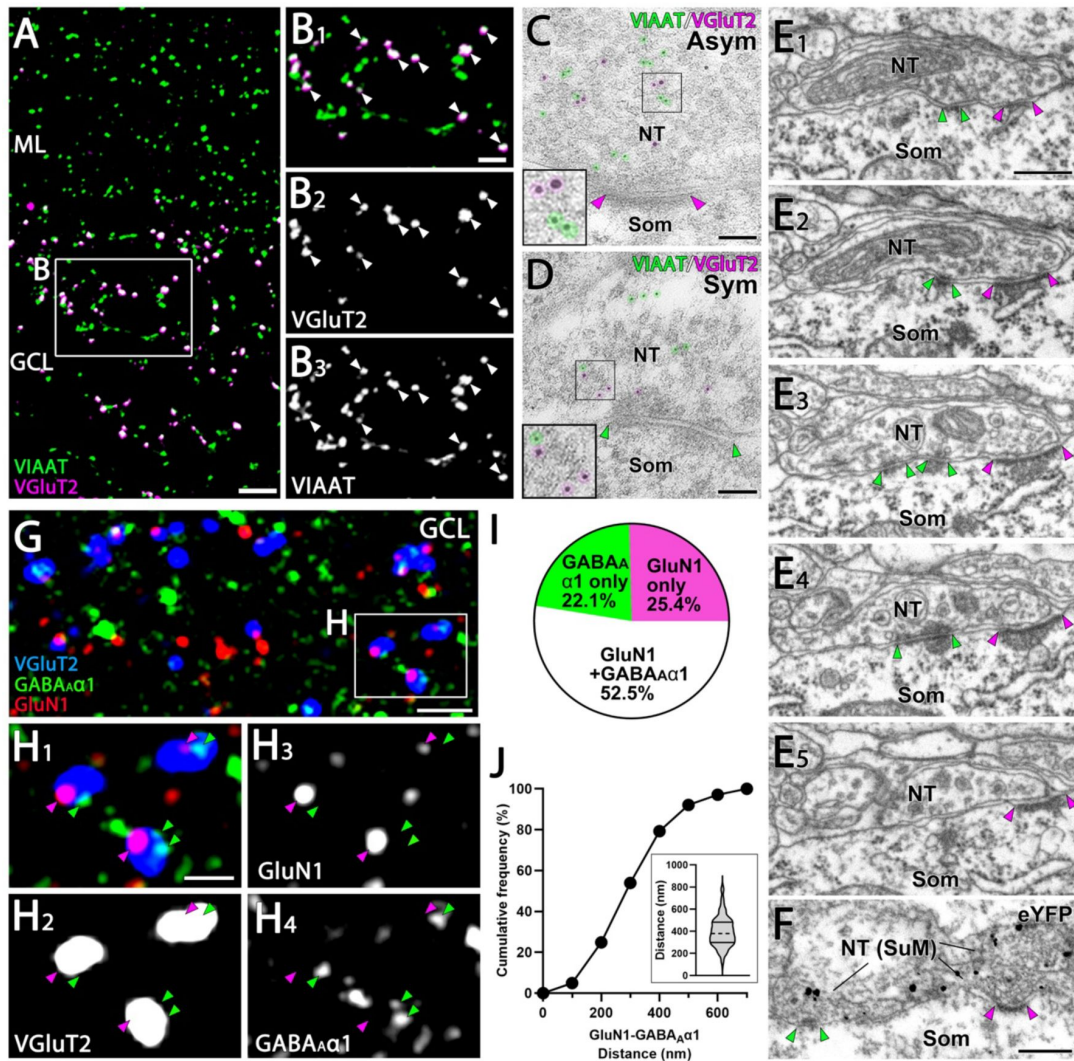 A
ML
B
GCL
VIAAT
VGluT2
B1
B2
VGluT2
B3
VIAAT
C
VIAAT/VGluT2
Asym
NT
Som
D
VIAAT/VGluT2
Sym
NT
Som
E1
NT
Som
E2
NT
Som
E3
NT
Som
E4
NT
Som
E5
NT
Som
F
eYFP
NT (SuM)
Som
G
GCL
H
VGluT2
GABAAα1
GluN1
H1
H3
GluN1
H2
VGluT2
H4
GABAAα1
I
GABAA
α1 only
22.1%
GluN1
only
25.4%
GluN1
+GABAAα1
52.5%
J
Cumulative frequency (%)
100
80
60
40
20
0
0 200 400 600
GluN1-GABAAα1
Distance (nm)
Distance (nm)
1000
800
600
400
200
0